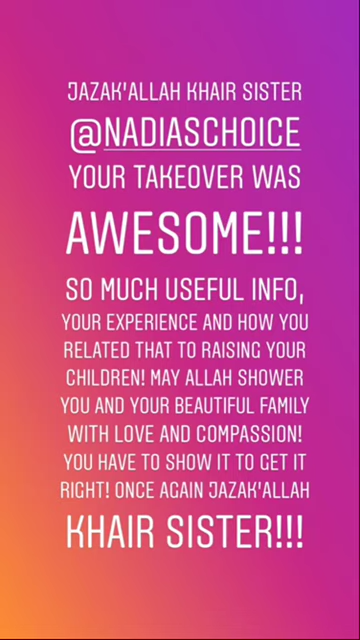 JAZAK'ALLAH KHAIR SISTER
@NADIASCHOICE
YOUR TAKEOVER WAS
AWESOME!!!
SO MUCH USEFUL INFO,
YOUR EXPERIENCE AND HOW YOU
RELATED THAT TO RAISING YOUR
CHILDREN! MAY ALLAH SHOWER
YOU AND YOUR BEAUTIFUL FAMILY
WITH LOVE AND COMPASSION!
YOU HAVE TO SHOW IT TO GET IT
RIGHT! ONCE AGAIN JAZAK'ALLAH
KHAIR SISTER!!!